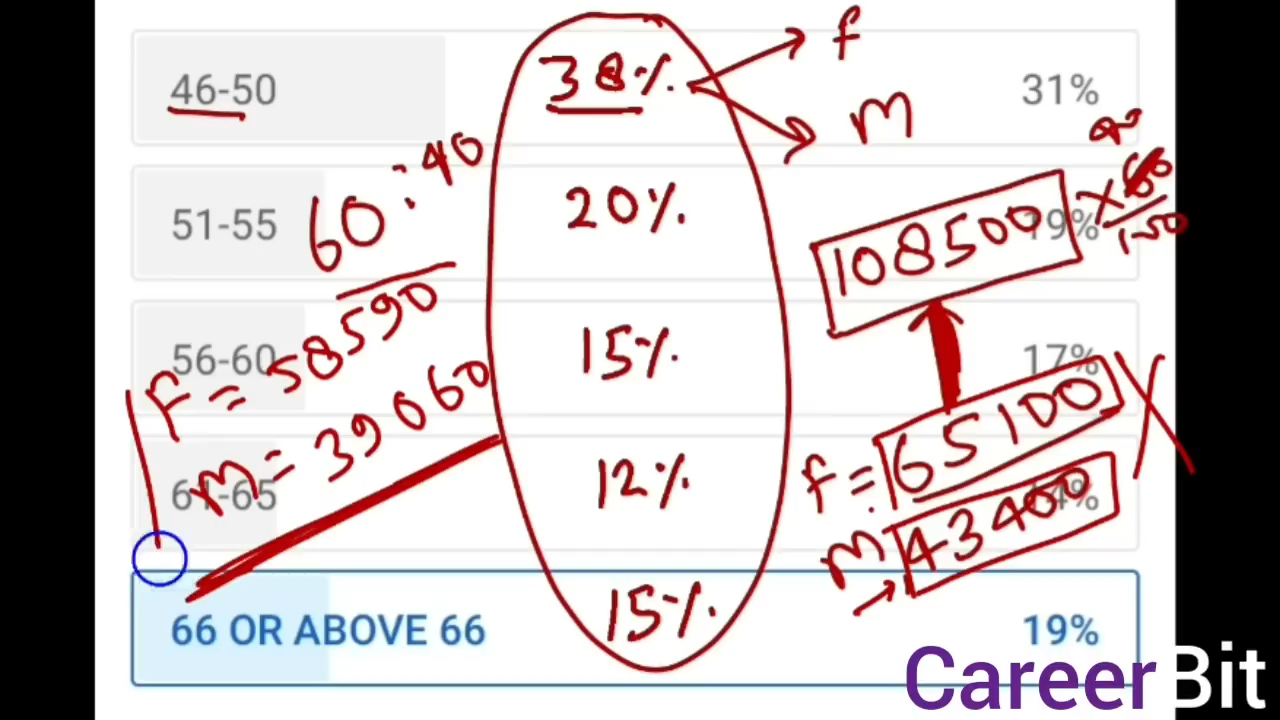 46-50 38% f 31%
m
60:40
51-55 20% 108500 19%
F = 58590
56-60 15% 17%
m = 39060
f = 65100
61-65 12%
m 43400
66 OR ABOVE 66 15% 19%
CareerBit